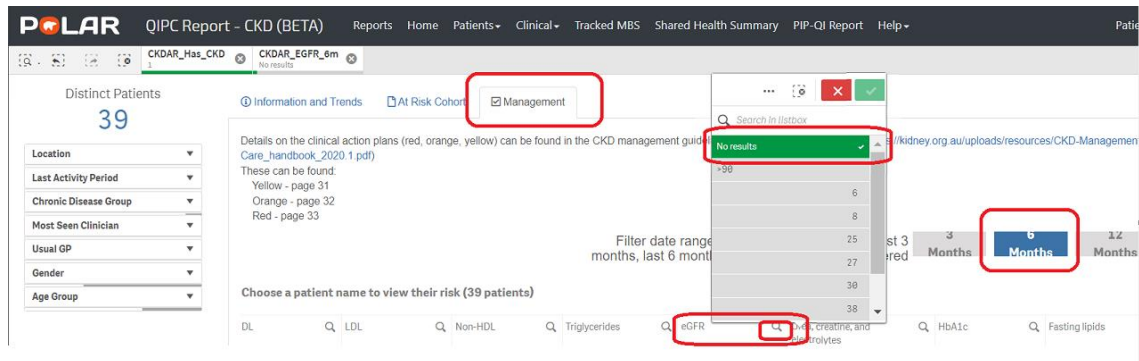 POLAR QIPC Report - CKD (BETA) Reports Home Patients Clinical Tracked MBS Shared Health Summary PIP-QI Report Help Patie
CKDAR_Has_CKD
1
CKDAR_EGFR_6m
No results
Distinct Patients
39
Location
Last Activity Period
Chronic Disease Group
Most Seen Clinician
Usual GP
Gender
Age Group
Information and Trends At Risk Cohort Management
Details on the clinical action plans (red, orange, yellow) can be found in the CKD management guidel
s://kidney.org.au/uploads/resources/CKD-Managemen
Care_handbook_2020.1.pdf)
These can be found:
Yellow - page 31
Orange - page 32
Red - page 33
Search in listbox
No results
>90
6
8
25
27
30
38
Filter date range
st 3
months, last 6 mont
ered
3 Months
6 Months
12 Months
Choose a patient name to view their risk (39 patients)
DL LDL Non-HDL Triglycerides eGFR creatine, and HbA1c Fasting lipids
electrolytes